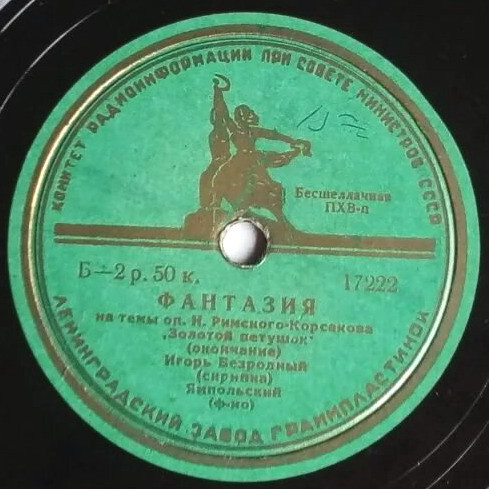 КОМИТЕТ РАДИОИНФОРМАЦИИ ПРИ СОВЕТЕ МИНИСТРОВ СССР
Бесшеллачная
ПХВ-п
Б—2 р. 50 к.
17222
ФАНТАЗИЯ
на темы оп. Н. Римского-Корсакова
„Золотой петушок"
(окончание)
Игорь Безродный
(скрипка)
Ямпольский
(ф-но)
ЛЕНИНГРАДСКИЙ ЗАВОД ГРАМПЛАСТИНОК